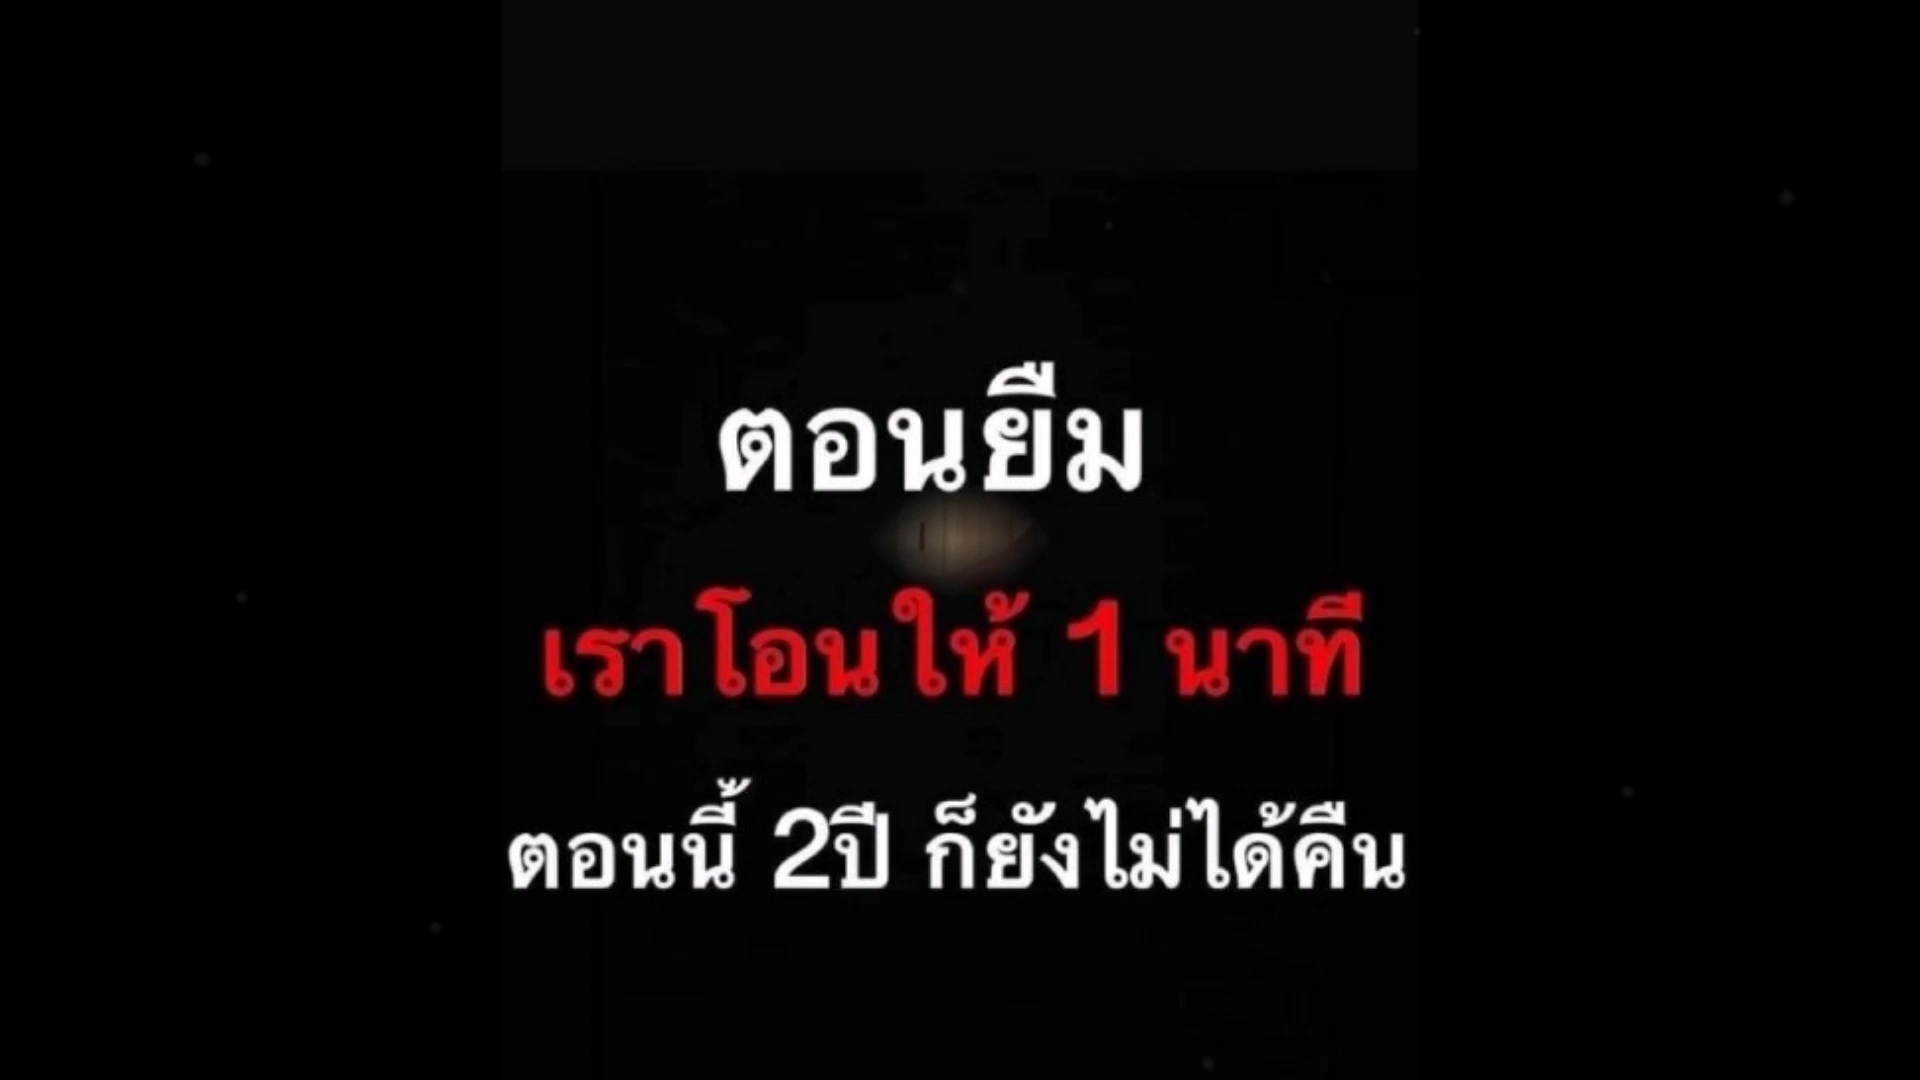 ตอนยืม
เราโอนให้ 1 นาที
ตอนนี้ 2ปี ก็ยังไม่ได้คืน